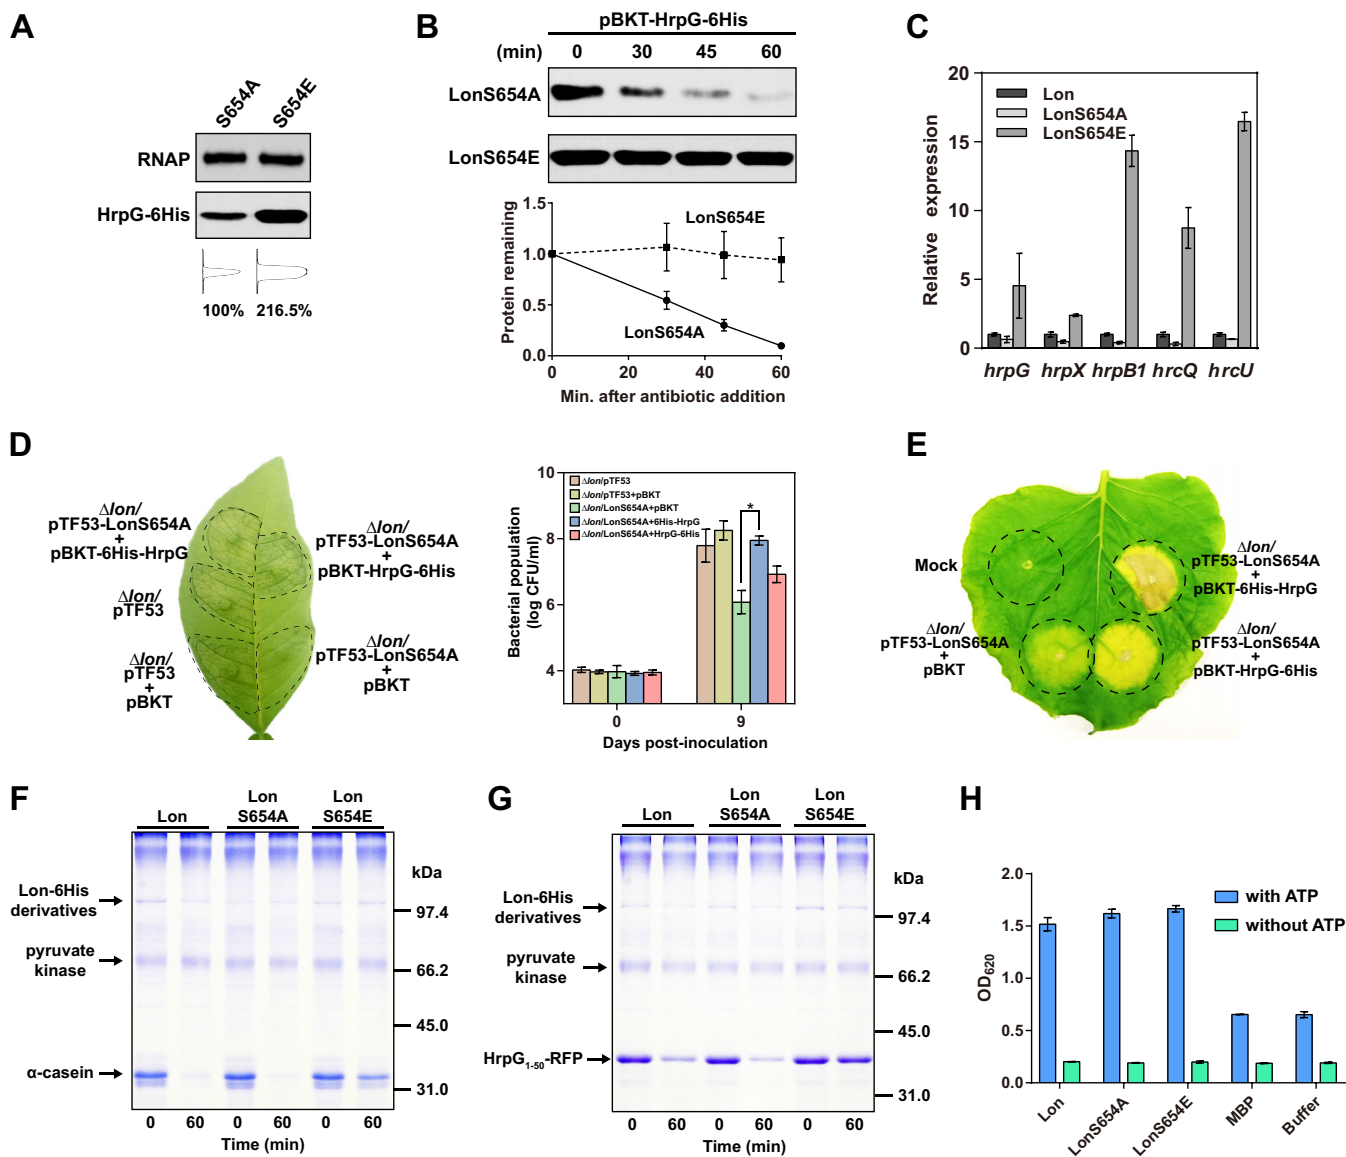 A
S654A
S654E
RNAP
HrpG-6His
100%
216.5%
B
pBKT-HrpG-6His
(min)
0
30
45
60
LonS654A
LonS654E
1.5
1.0
0.5
0.0
Protein remaining
LonS654E
LonS654A
0
20
40
60
Min. after antibiotic addition
C
20
15
10
5
0
Relative expression
Lon
LonS654A
LonS654E
hrpG
hrpX
hrpB1
hrcQ
hrcU
D
Δlon/
pTF53-LonS654A
+
pBKT-6His-HrpG
Δlon/
pTF53
Δlon/
pTF53
+
pBKT
Δlon/
pTF53-LonS654A
+
pBKT-HrpG-6His
Δlon/
pTF53-LonS654A
+
pBKT
10
8
6
4
Bacterial population
(log CFU/ml)
Δlon/pTF53
Δlon/pTF53+pBKT
Δlon/LonS654A+pBKT
Δlon/LonS654A+6His-HrpG
Δlon/LonS654A+HrpG-6His
*
0
9
Days post-inoculation
E
Mock
Δlon/
pTF53-LonS654A
+
pBKT
Δlon/
pTF53-LonS654A
+
pBKT-6His-HrpG
Δlon/
pTF53-LonS654A
+
pBKT-HrpG-6His
F
Lon
Lon
S654A
Lon
S654E
kDa
Lon-6His
derivatives
97.4
pyruvate
kinase
66.2
45.0
α-casein
31.0
0
60
0
60
0
60
Time (min)
G
Lon
Lon
S654A
Lon
S654E
kDa
Lon-6His
derivatives
97.4
pyruvate
kinase
66.2
45.0
HrpG1-50-RFP
31.0
0
60
0
60
0
60
Time (min)
H
2.0
1.5
1.0
0.5
0.0
OD620
with ATP
without ATP
Lon
LonS654A
LonS654E
MBP
Buffer